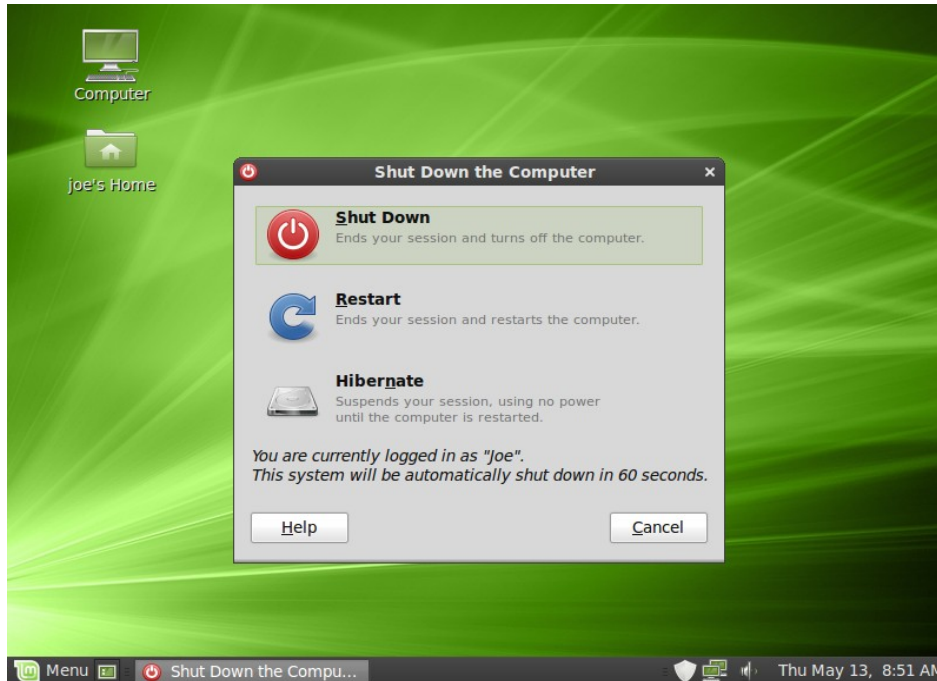 Computer
joe's Home
Shut Down the Computer
Shut Down
Ends your session and turns off the computer.
Restart
Ends your session and restarts the computer.
Hibernate
Suspends your session, using no power
until the computer is restarted.
You are currently logged in as "Joe".
This system will be automatically shut down in 60 seconds.
Help
Cancel
Menu
Shut Down the Compu...
Thu May 13, 8:51 AM